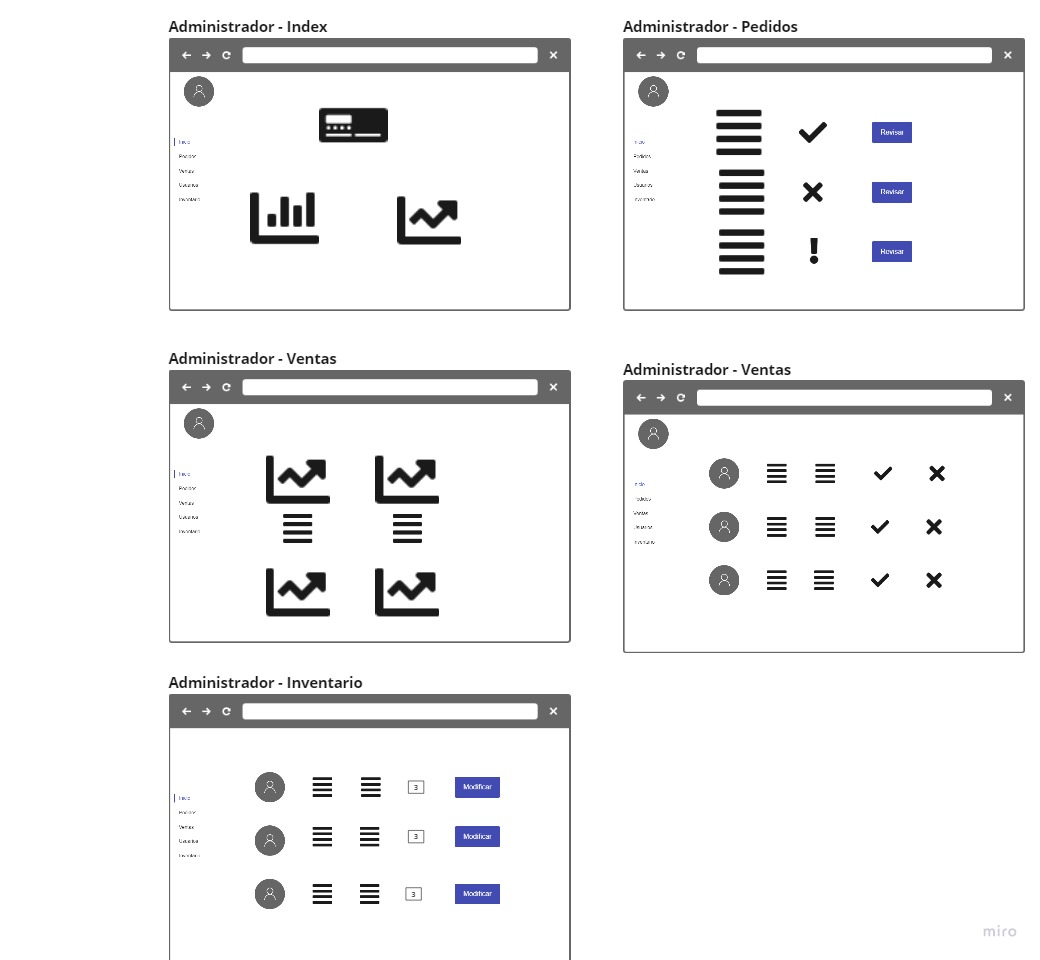 Administrador - Index
Inicio
Pedidos
Ventas
Usuarios
Inventario
Administrador - Pedidos
Inicio
Pedidos
Ventas
Usuarios
Inventario
Revisar
Revisar
Revisar
Administrador - Ventas
Inicio
Pedidos
Ventas
Usuarios
Inventario
Administrador - Ventas
Inicio
Pedidos
Ventas
Usuarios
Inventario
Administrador - Inventario
Inicio
Pedidos
Ventas
Usuarios
Inventario
3
Modificar
3
Modificar
3
Modificar
miro